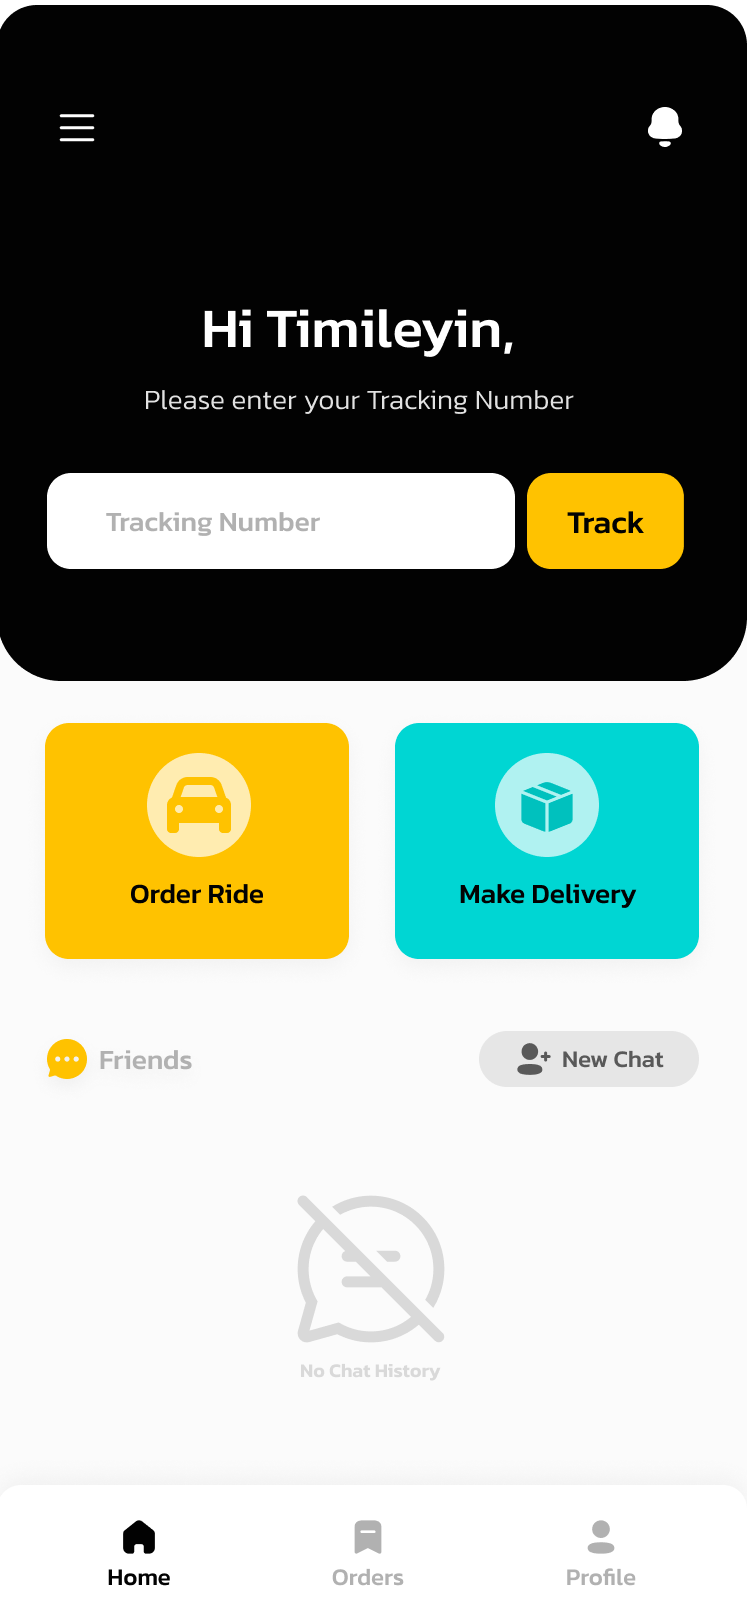 Hi Timileyin,
Please enter your Tracking Number
Tracking Number
Track
Order Ride
Make Delivery
Friends
New Chat
No Chat History
Home
Orders
Profile